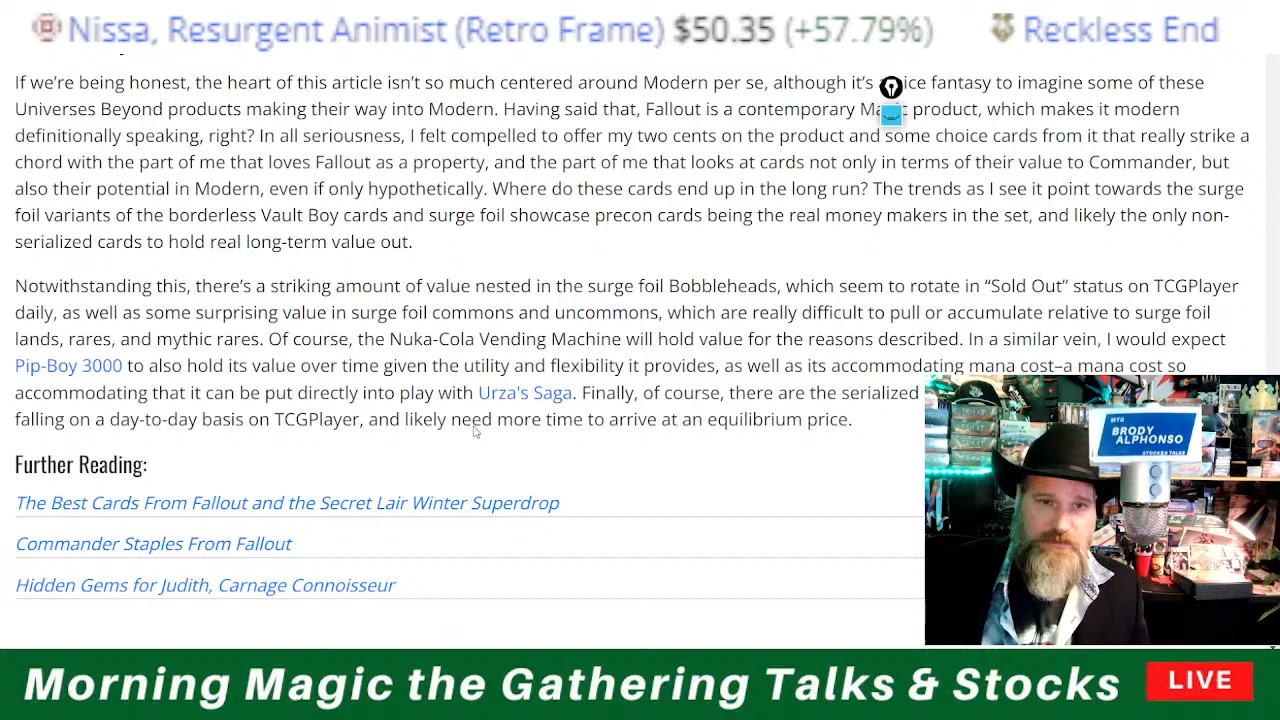 Nissa, Resurgent Animist (Retro Frame) $50.35 (+57.79%) Reckless End
If we’re being honest, the heart of this article isn’t so much centered around Modern per se, although it’s ice fantasy to imagine some of these
Universes Beyond products making their way into Modern. Having said that, Fallout is a contemporary product, which makes it modern
definitionally speaking, right? In all seriousness, I felt compelled to offer my two cents on the product and some choice cards from it that really strike a
chord with the part of me that loves Fallout as a property, and the part of me that looks at cards not only in terms of their value to Commander, but
also their potential in Modern, even if only hypothetically. Where do these cards end up in the long run? The trends as I see it point towards the surge
foil variants of the borderless Vault Boy cards and surge foil showcase precon cards being the real money makers in the set, and likely the only non-
serialized cards to hold real long-term value out.
Notwithstanding this, there’s a striking amount of value nested in the surge foil Bobbleheads, which seem to rotate in “Sold Out” status on TCGPlayer
daily, as well as some surprising value in surge foil commons and uncommons, which are really difficult to pull or accumulate relative to surge foil
lands, rares, and mythic rares. Of course, the Nuka-Cola Vending Machine will hold value for the reasons described. In a similar vein, I would expect
Pip-Boy 3000 to also hold its value over time given the utility and flexibility it provides, as well as its accommodating mana cost–a mana cost so
accommodating that it can be put directly into play with Urza's Saga. Finally, of course, there are the serialized
falling on a day-to-day basis on TCGPlayer, and likely need more time to arrive at an equilibrium price.
Further Reading:
The Best Cards From Fallout and the Secret Lair Winter Superdrop
Commander Staples From Fallout
Hidden Gems for Judith, Carnage Connoisseur
MTG
BRODY
ALPHONSO
STOCKS & TALKS
Morning Magic the Gathering Talks & Stocks
LIVE